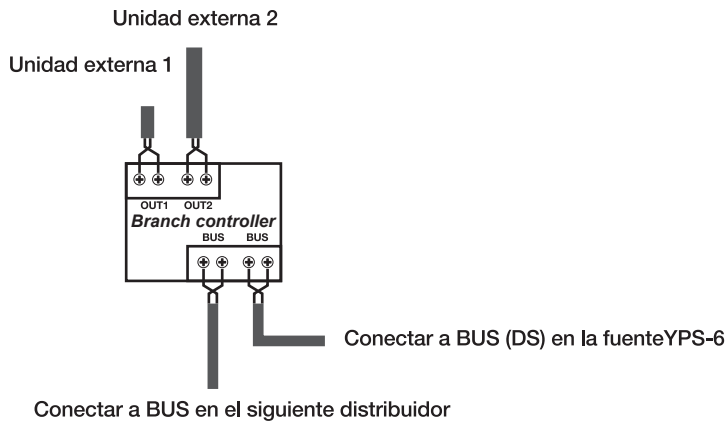 Unidad externa 2
Unidad externa 1
OUT1 OUT2
Branch controller
BUS BUS
Conectar a BUS (DS) en la fuenteYPS-6
Conectar a BUS en el siguiente distribuidor